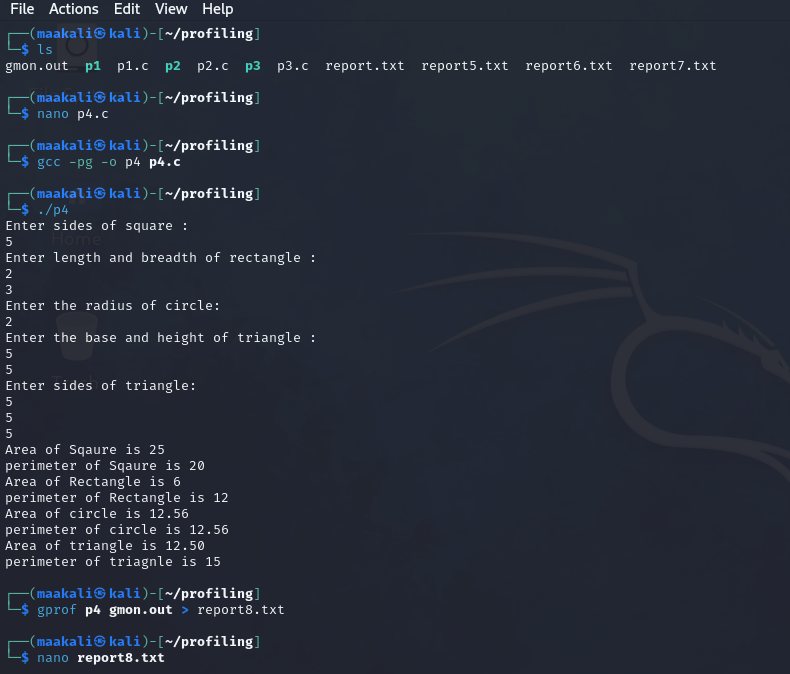 File Actions Edit View Help
┌──(maakali㉿kali)-[~/profiling]
└─$ ls
gmon.out p1 p1.c p2 p2.c p3 p3.c report.txt report5.txt report6.txt report7.txt
┌──(maakali㉿kali)-[~/profiling]
└─$ nano p4.c
┌──(maakali㉿kali)-[~/profiling]
└─$ gcc -pg -o p4 p4.c
┌──(maakali㉿kali)-[~/profiling]
└─$ ./p4
Enter sides of square :
Home
5
Enter length and breadth of rectangle :
2
3
Enter the radius of circle:
2
Enter the base and height of triangle :
5
5
Enter sides of triangle:
5
5
5
Area of Sqaure is 25
perimeter of Sqaure is 20
Area of Rectangle is 6
perimeter of Rectangle is 12
Area of circle is 12.56
perimeter of circle is 12.56
Area of triangle is 12.50
perimeter of triagnle is 15
┌──(maakali㉿kali)-[~/profiling]
└─$ gprof p4 gmon.out > report8.txt
┌──(maakali㉿kali)-[~/profiling]
└─$ nano report8.txt